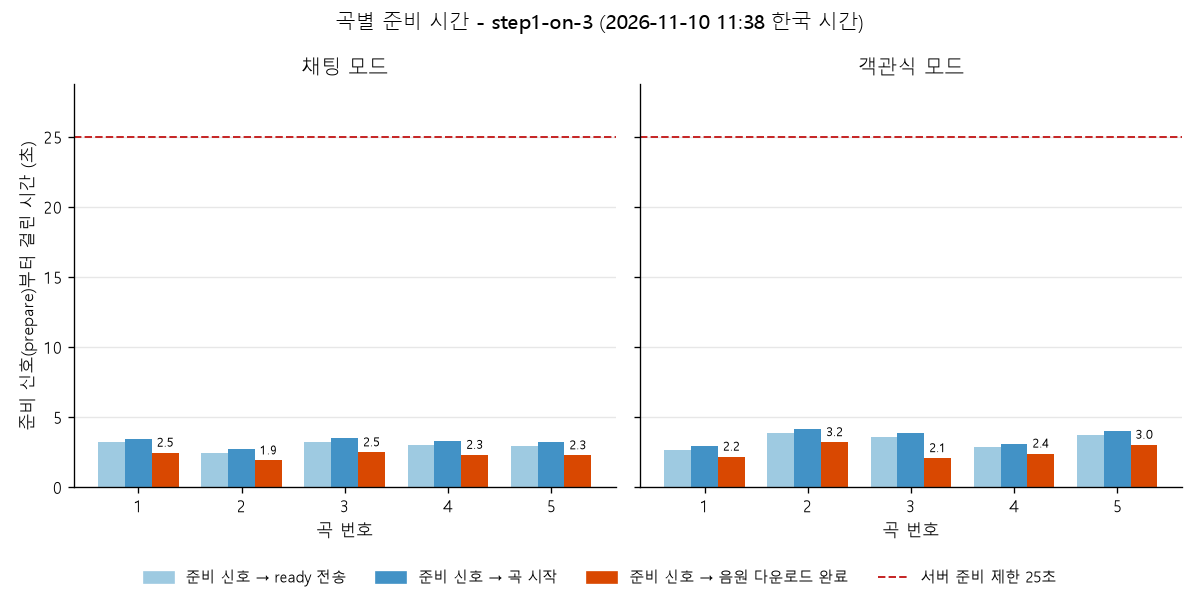 곡별 준비 시간 - step1-on-3 (2026-11-10 11:38 한국 시간)
채팅 모드
객관식 모드
준비 신호(prepare)부터 걸린 시간 (초)
25
20
15
10
5
0
2.5
1.9
2.5
2.3
2.3
2.2
3.2
2.1
2.4
3.0
1 2 3 4 5
1 2 3 4 5
곡 번호
곡 번호
준비 신호 → ready 전송
준비 신호 → 곡 시작
준비 신호 → 음원 다운로드 완료
서버 준비 제한 25초